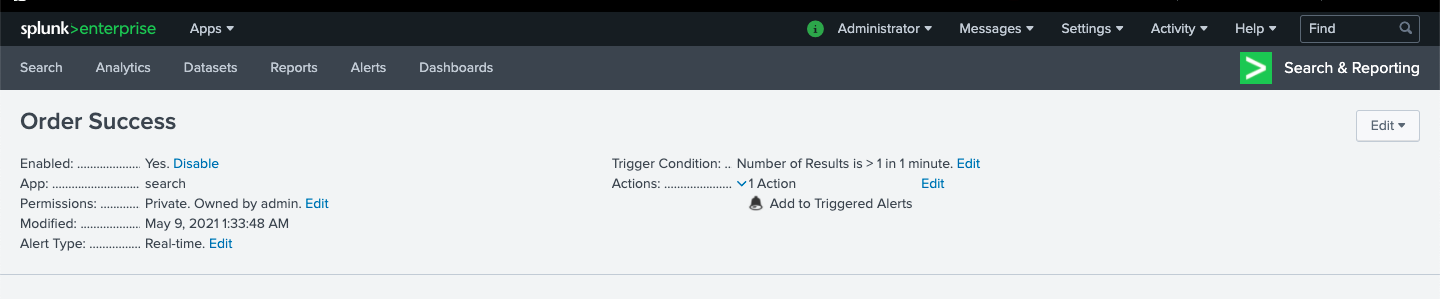 splunk>enterprise Apps Administrator Messages Settings Activity Help Find
Search Analytics Datasets Reports Alerts Dashboards Search & Reporting
Order Success
Edit
Enabled: .................... Yes. Disable
App: ........................... search
Permissions: ............ Private. Owned by admin. Edit
Modified: ................... May 9, 2021 1:33:48 AM
Alert Type: ................ Real-time. Edit
Trigger Condition: .. Number of Results is > 1 in 1 minute. Edit
Actions: ..................... 1 Action Edit
Add to Triggered Alerts